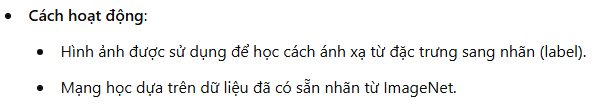 Cách hoạt động:
Hình ảnh được sử dụng để học cách ánh xạ từ đặc trưng sang nhãn (label).
Mạng học dựa trên dữ liệu đã có sẵn nhãn từ ImageNet.